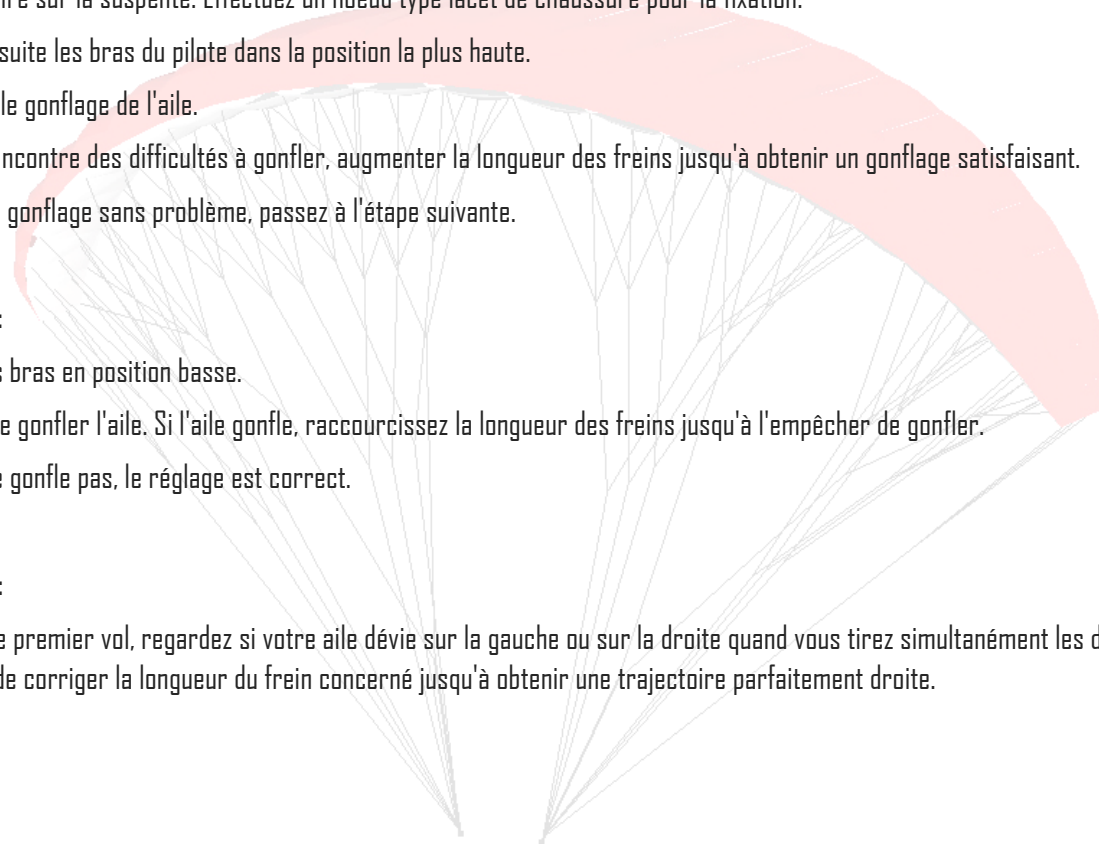 sur la suspente. Effectuez un noeud type lacet de chaussure pour la fixation.
suite les bras du pilote dans la position la plus haute.
le gonflage de l'aile.
ncontre des difficultés à gonfler, augmenter la longueur des freins jusqu'à obtenir un gonflage satisfaisant.
gonflage sans problème, passez à l'étape suivante.
:
s bras en position basse.
e gonfler l'aile. Si l'aile gonfle, raccourcissez la longueur des freins jusqu'à l'empêcher de gonfler.
e gonfle pas, le réglage est correct.
:
e premier vol, regardez si votre aile dévie sur la gauche ou sur la droite quand vous tirez simultanément les d
de corriger la longueur du frein concerné jusqu'à obtenir une trajectoire parfaitement droite.